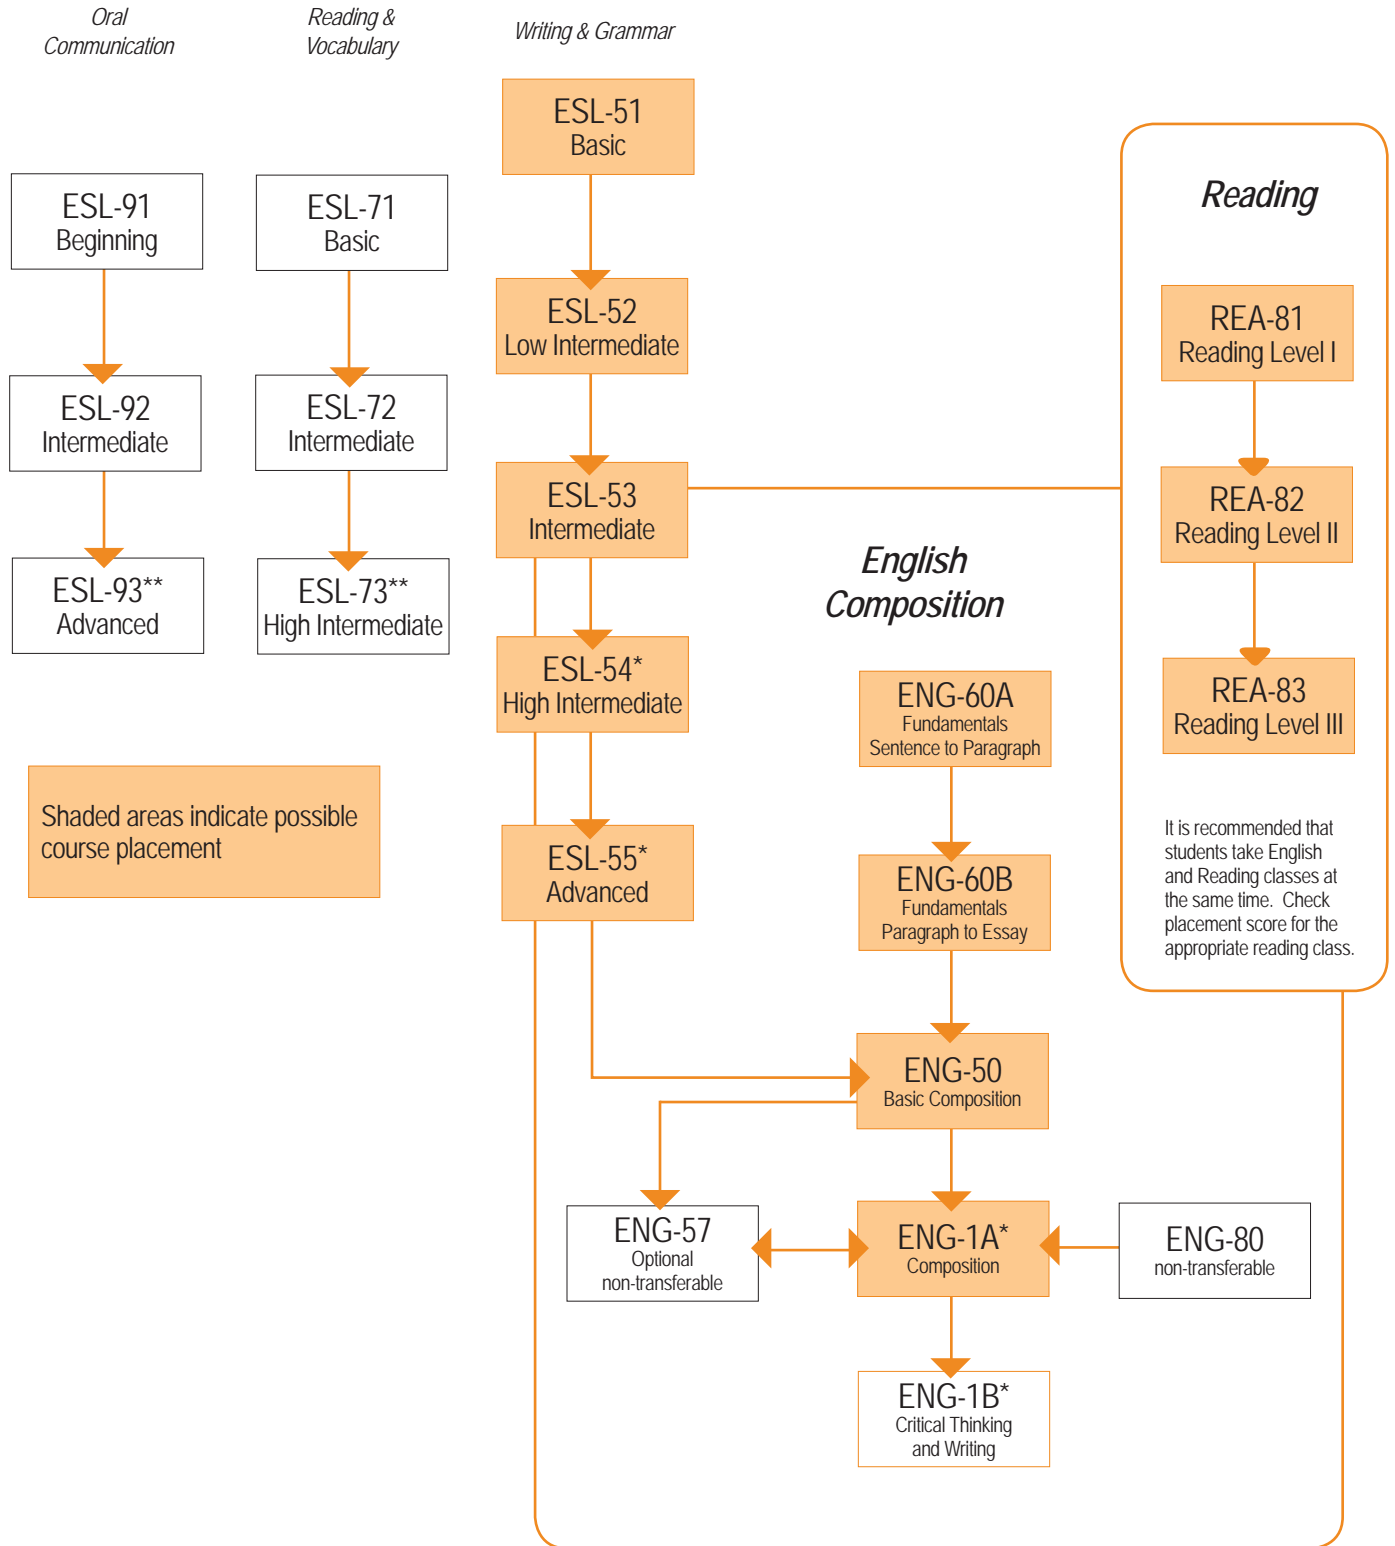 Oral
Communication
Reading &
Vocabulary
Writing & Grammar
ESL-91
Beginning
ESL-92
Intermediate
ESL-93**
Advanced
ESL-71
Basic
ESL-72
Intermediate
ESL-73**
High Intermediate
ESL-51
Basic
ESL-52
Low Intermediate
ESL-53
Intermediate
ESL-54*
High Intermediate
ESL-55*
Advanced
Shaded areas indicate possible
course placement
English
Composition
ENG-60A
Fundamentals
Sentence to Paragraph
ENG-60B
Fundamentals
Paragraph to Essay
ENG-50
Basic Composition
ENG-57
Optional
non-transferable
ENG-1A*
Composition
ENG-80
non-transferable
ENG-1B*
Critical Thinking
and Writing
Reading
REA-81
Reading Level I
REA-82
Reading Level II
REA-83
Reading Level III
It is recommended that
students take English
and Reading classes at
the same time. Check
placement score for the
appropriate reading class.